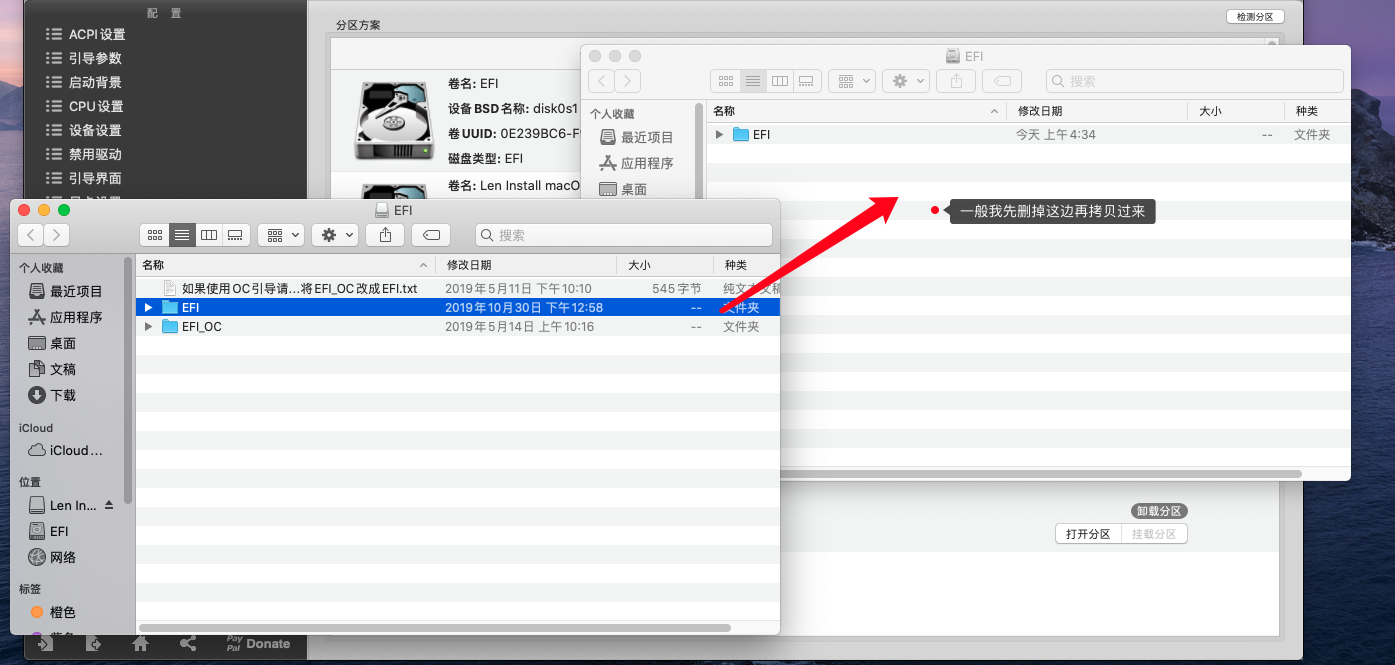 配 置
ACPI 设置
引导参数
启动背景
CPU 设置
设备设置
禁用驱动
引导界面
分区方案
检测分区
卷名: EFI
设备 BSD 名称: disk0s1
卷 UUID: 0E239BC6-F
磁盘类型: EFI
卷名: Len Install macO
EFI
搜索
个人收藏
最近项目
应用程序
桌面
名称
修改日期
大小
种类
EFI
今天 上午 4:34
--
文件夹
一般我先删掉这边再拷贝过来
EFI
搜索
个人收藏
最近项目
应用程序
桌面
文稿
下载
iCloud
iCloud…
位置
Len In…
EFI
网络
标签
橙色
名称
修改日期
大小
种类
如果使用OC引导请…将EFI_OC改成EFI.txt
2019年5月11日 下午10:10
545 字节
纯文本文稿
EFI
2019年10月30日 下午12:58
--
文件夹
EFI_OC
2019年5月14日 上午10:16
--
文件夹
卸载分区
打开分区
挂载分区
Pay
Pal
Donate